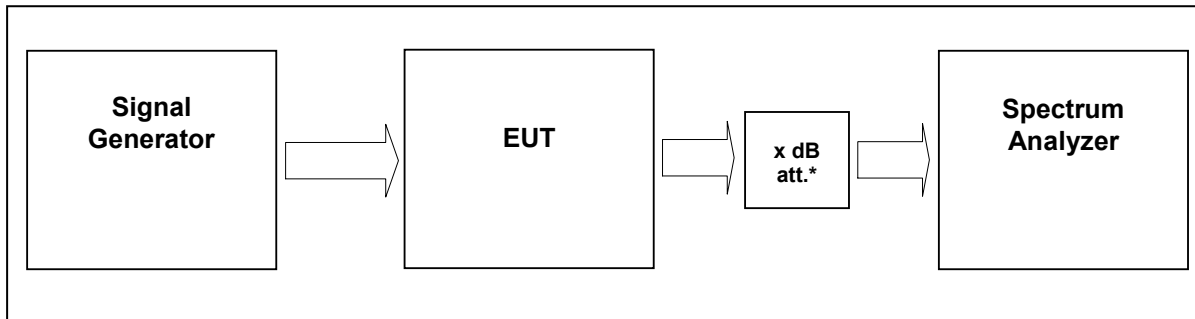 Signal
Generator
EUT
x dB
att.*
Spectrum
Analyzer